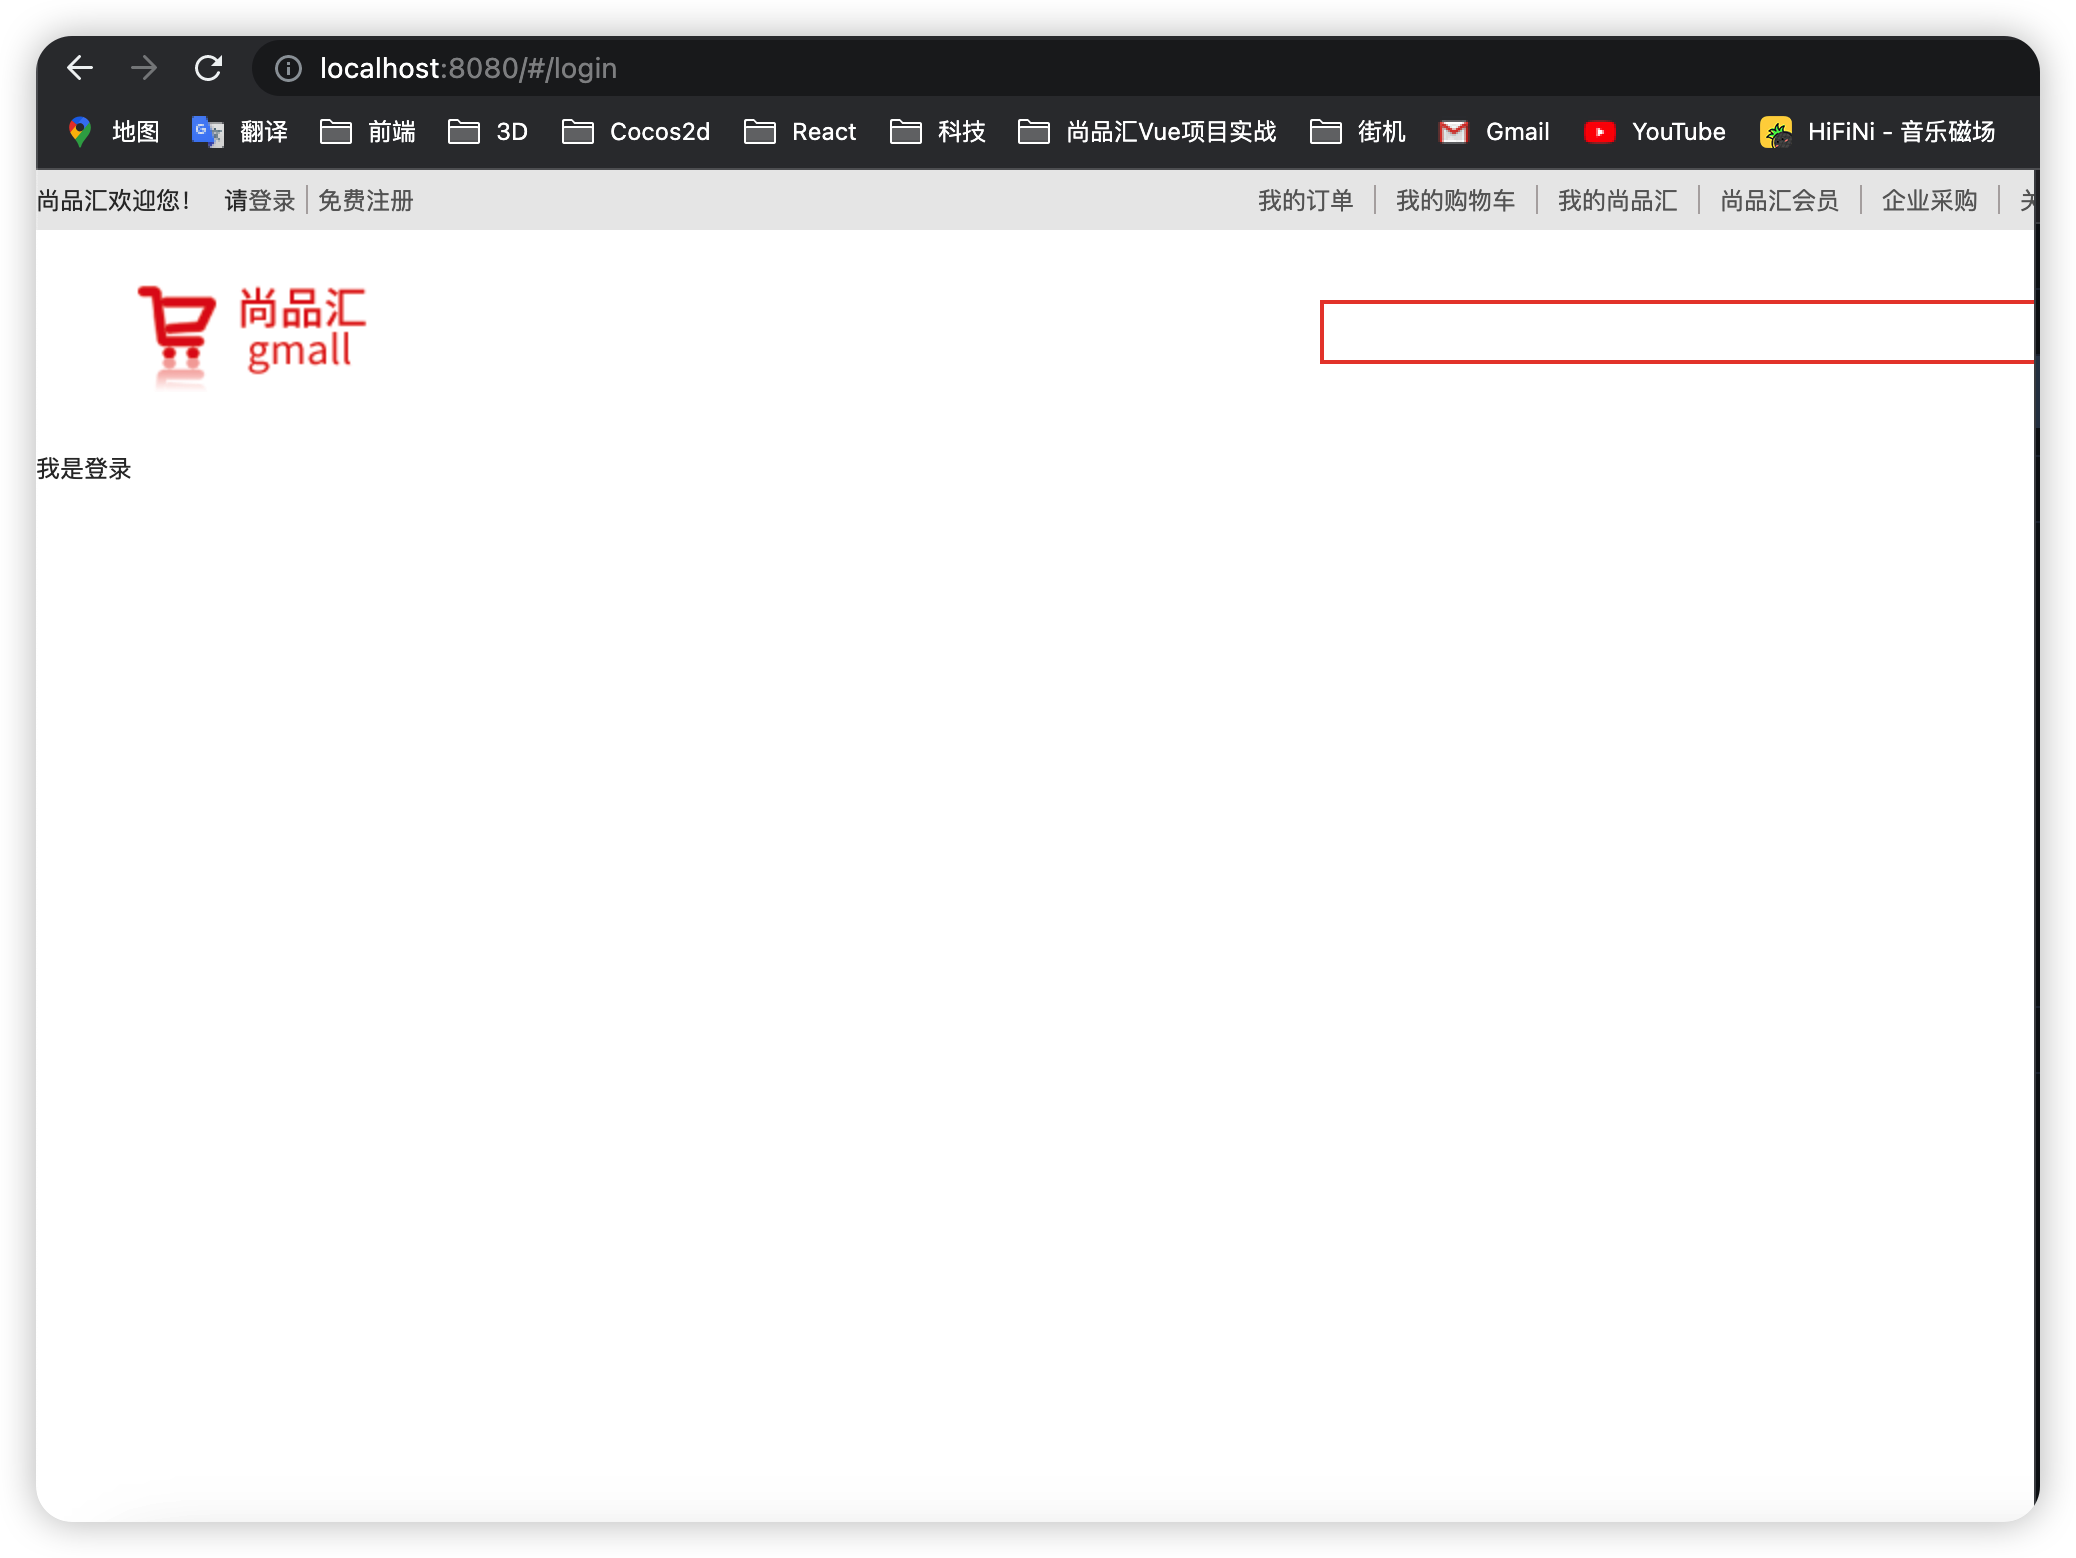 localhost:8080/#/login
地图 翻译 前端 3D Cocos2d React 科技 尚品汇Vue项目实战 街机 Gmail YouTube HiFiNi - 音乐磁场
尚品汇欢迎您! 请登录 免费注册 我的订单 我的购物车 我的尚品汇 尚品汇会员 企业采购
尚品汇
gmall
我是登录